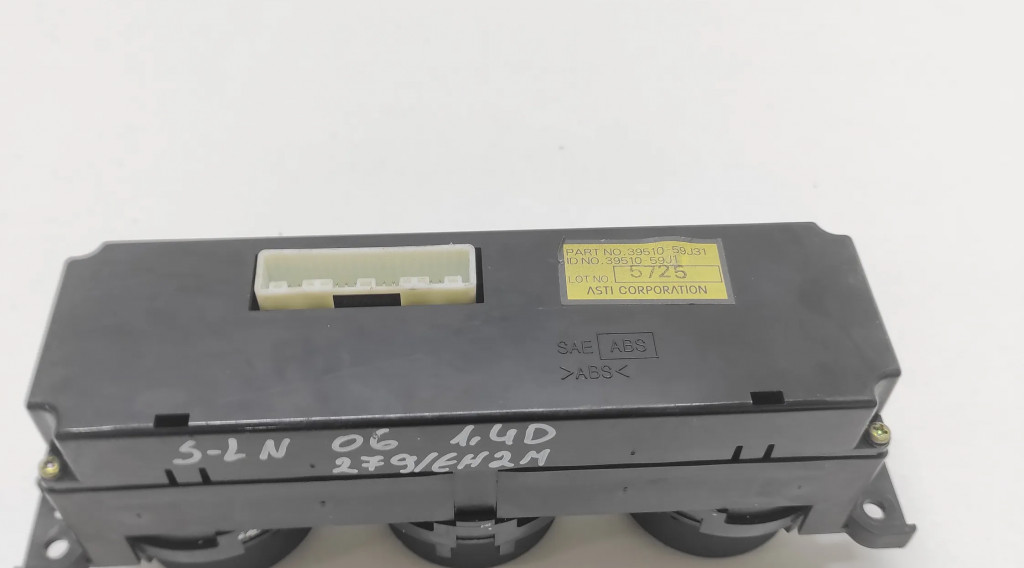 PART NO. 39510-59J31
ID NO. 39510-59J1
LOT NO. 5725
ASTI CORPORATION
SAE ABS
>ABS<
S-LN 06 1.4D
279/EH2M